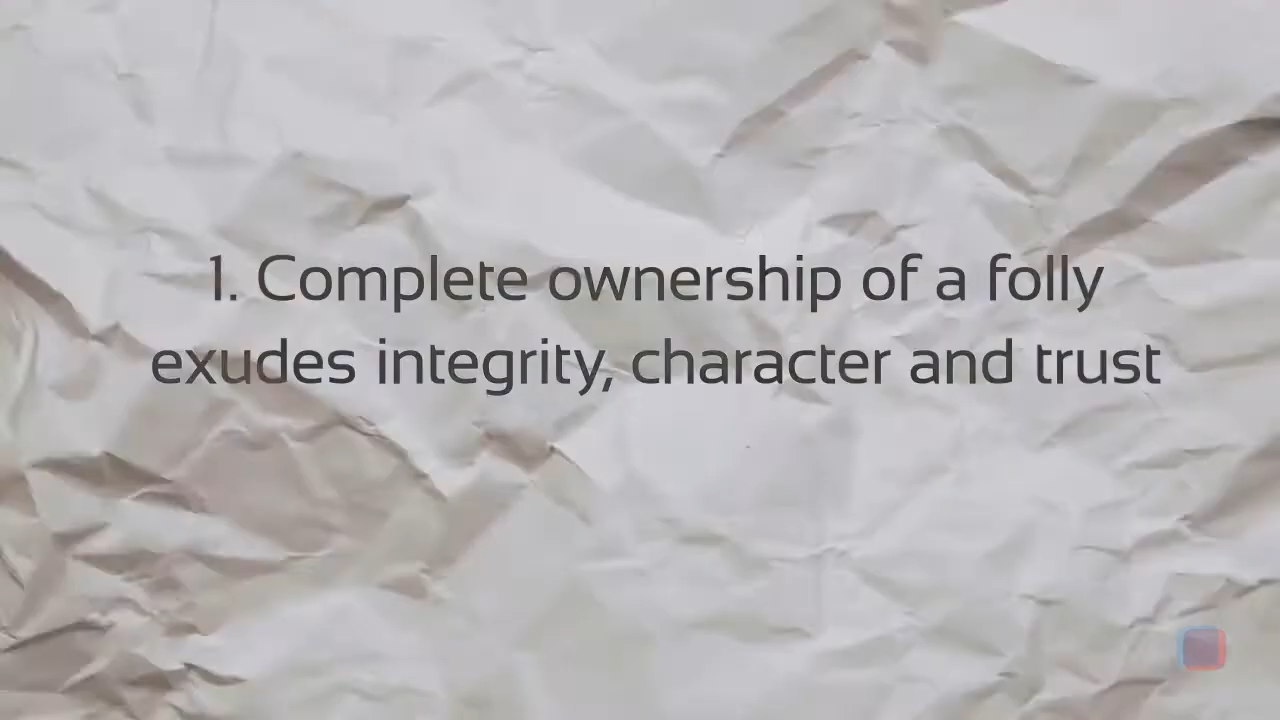 1. Complete ownership of a folly
exudes integrity, character and trust